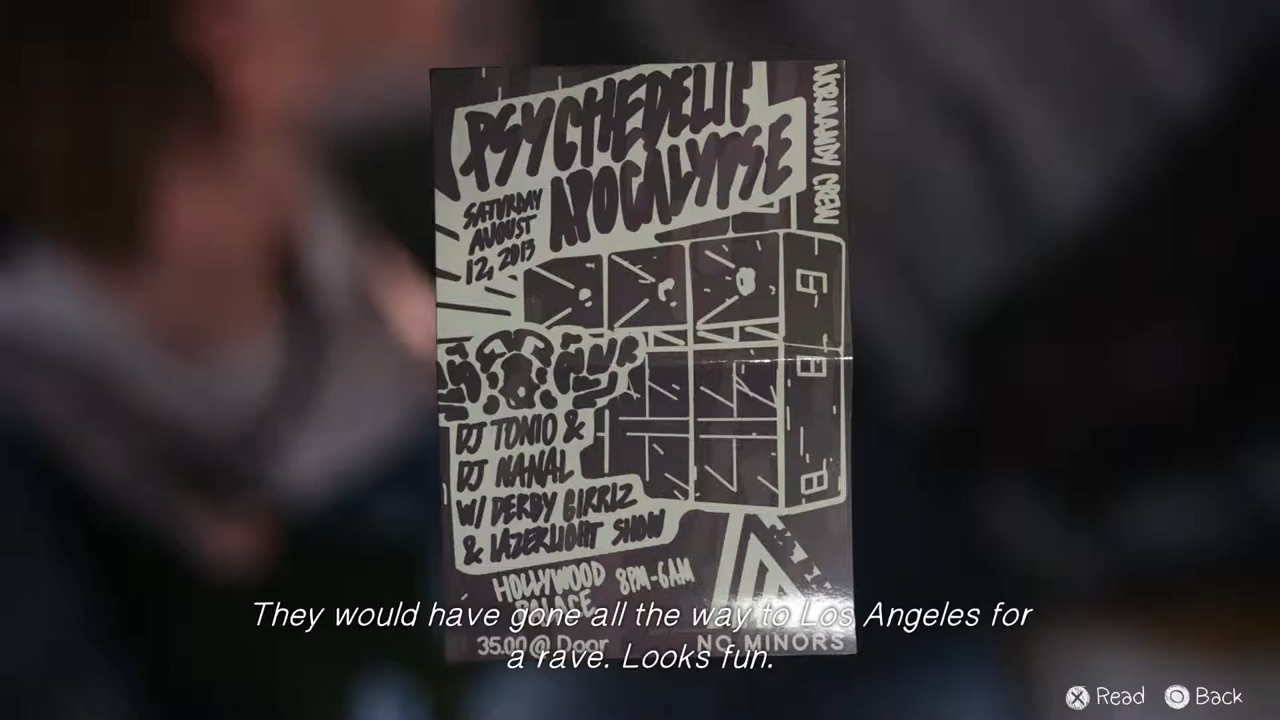 PSYCHEDELIC
APOCALYPSE
NORMANDY CREW
SATURDAY
AUGUST
12, 2013
DJ TONIO &
DJ NANAL
W/ DERBY GIRRLZ
& LAZERLIGHT SHOW
HOLLYWOOD
PALACE
8PM-6AM
35.00 @ Door
NO MINORS
They would have gone all the way to Los Angeles for
a rave. Looks fun.
Read Back